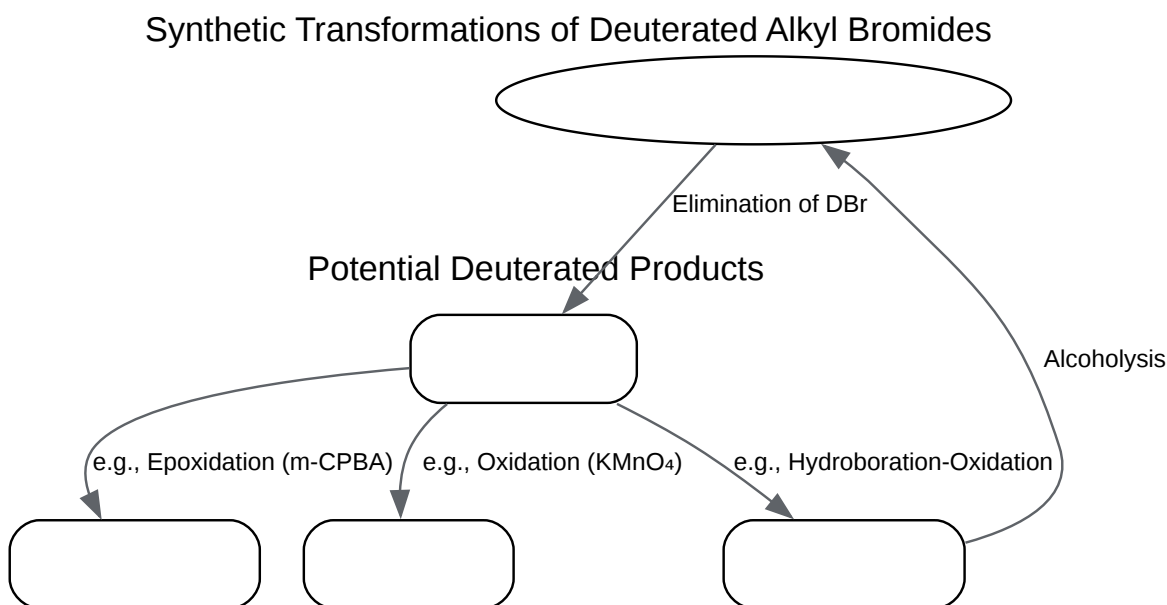 Synthetic Transformations of Deuterated Alkyl Bromides
Elimination of DBr
Potential Deuterated Products
Alcoholysis
e.g., Epoxidation (m-CPBA)
e.g., Oxidation (KMnO₄)
e.g., Hydroboration-Oxidation